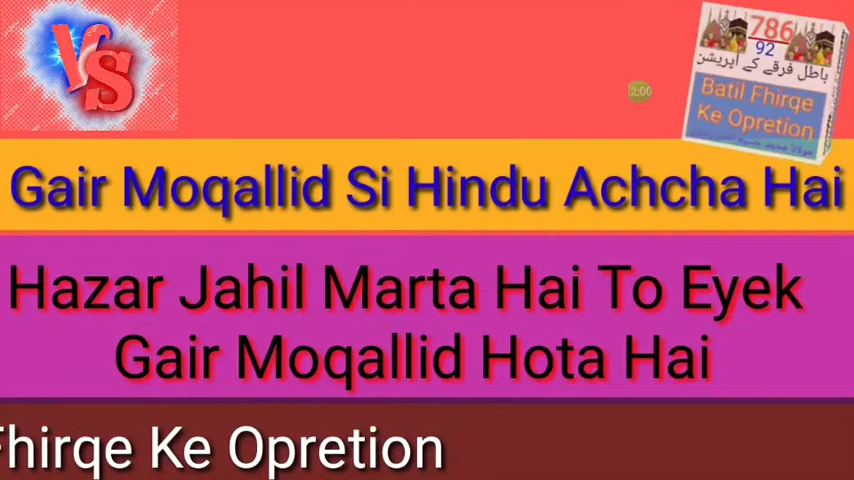 VS
786
92
باطل فرقے کے آپریشن
Batil Fhirqe
Ke Opretion
2:00
Gair Moqallid Si Hindu Achcha Hai
Hazar Jahil Marta Hai To Eyek
Gair Moqallid Hota Hai
Fhirqe Ke Opretion